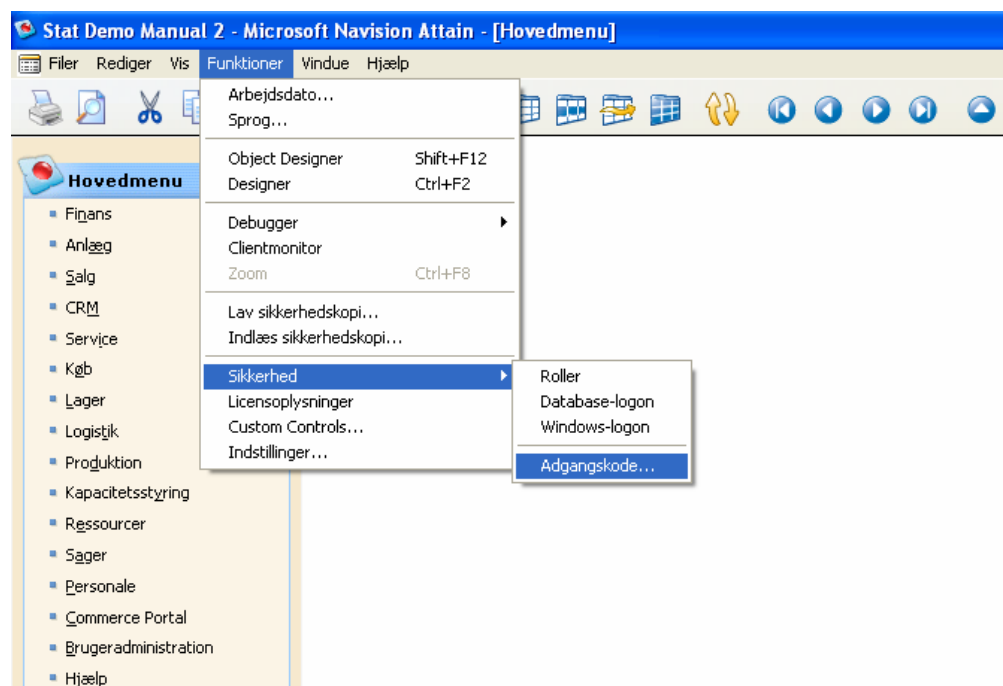 Stat Demo Manual 2 - Microsoft Navision Attain - [Hovedmenu]
Filer Rediger Vis Funktioner Vindue Hjælp
Arbejdsdato...
Sprog...
Object Designer Shift+F12
Designer Ctrl+F2
Debugger
Clientmonitor
Zoom Ctrl+F8
Lav sikkerhedskopi...
Indlæs sikkerhedskopi...
Sikkerhed
Licensoplysninger
Custom Controls...
Indstillinger...
Roller
Database-logon
Windows-logon
Adgangskode...
Hovedmenu
Finans
Anlæg
Salg
CRM
Service
Køb
Lager
Logistik
Produktion
Kapacitetsstyring
Ressourcer
Sager
Personale
Commerce Portal
Brugeradministration
Hjælp